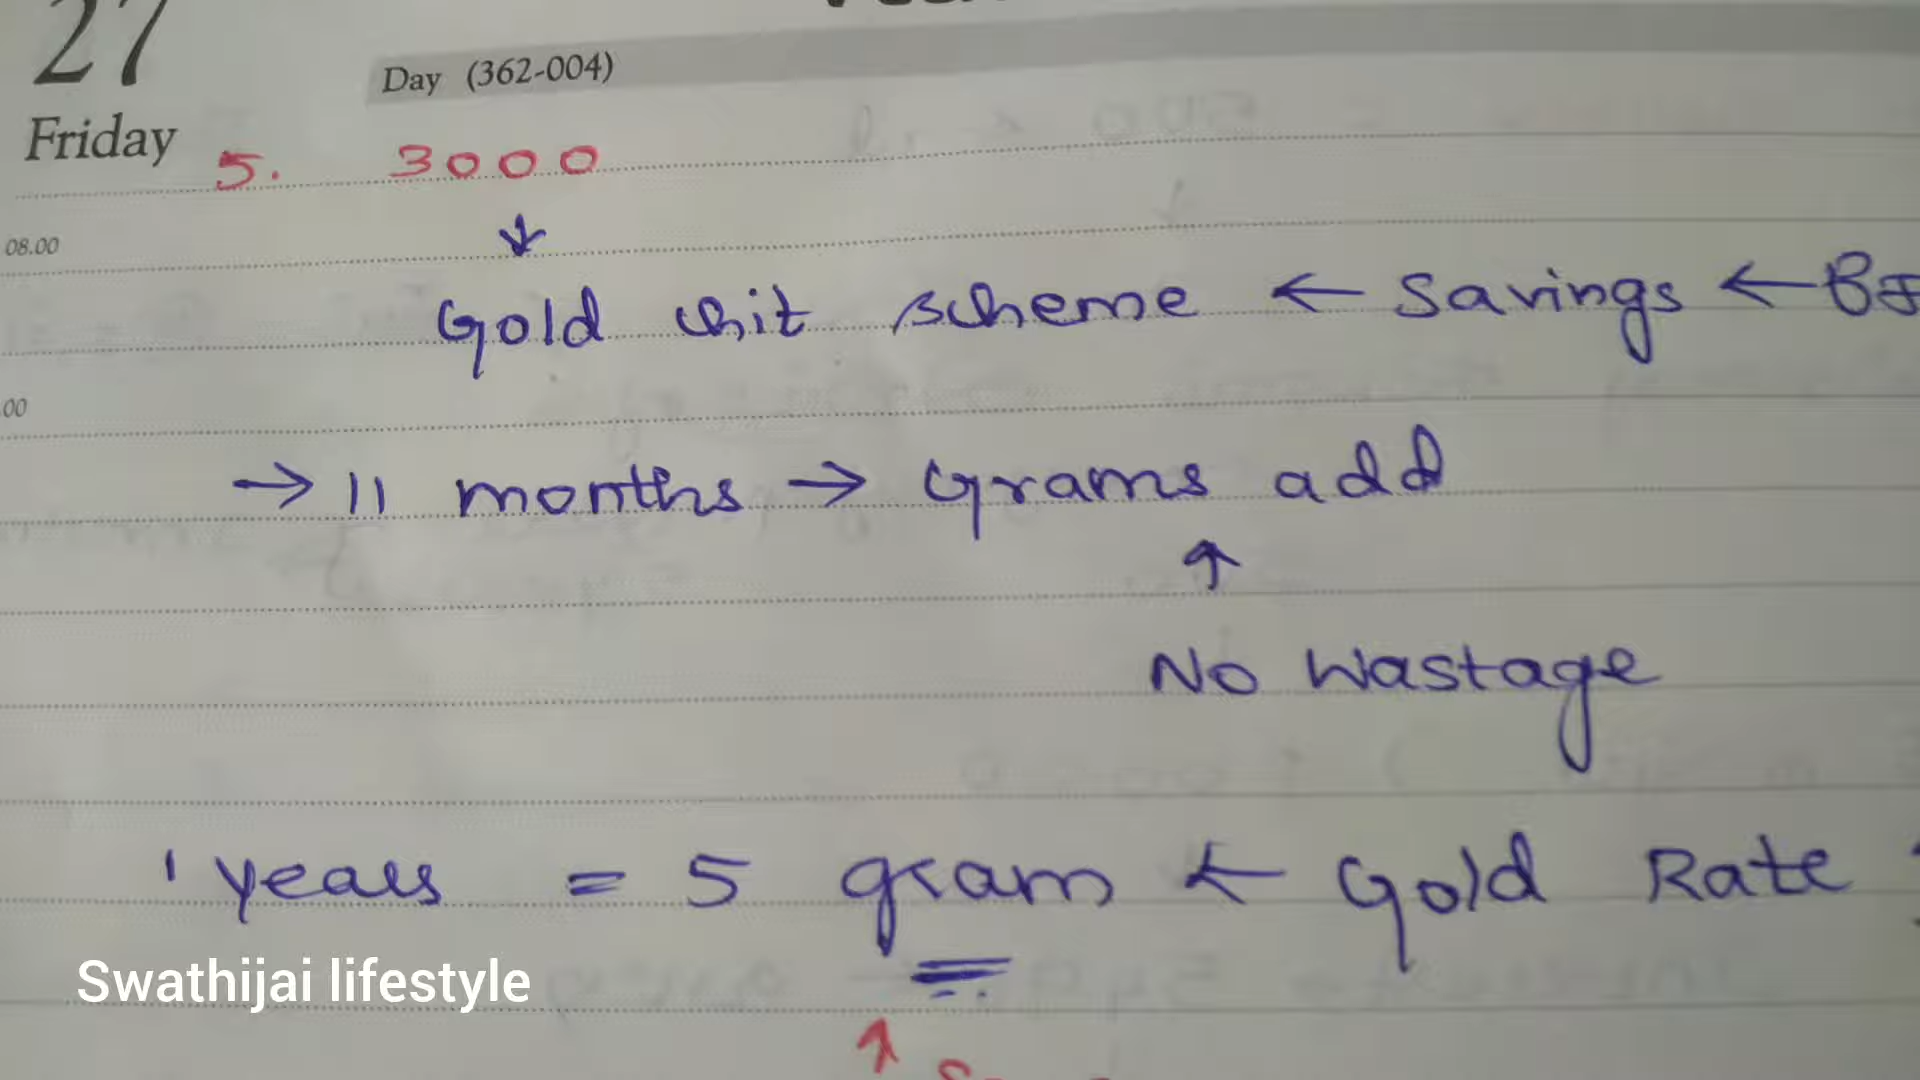 27
Day (362-004)
Friday
5. 3000
↓
08.00
Gold chit scheme ← Savings ←
00
→ 11 months → Grams add
↑
No Wastage
1 years = 5 gram ← Gold Rate
Swathijai lifestyle
↑